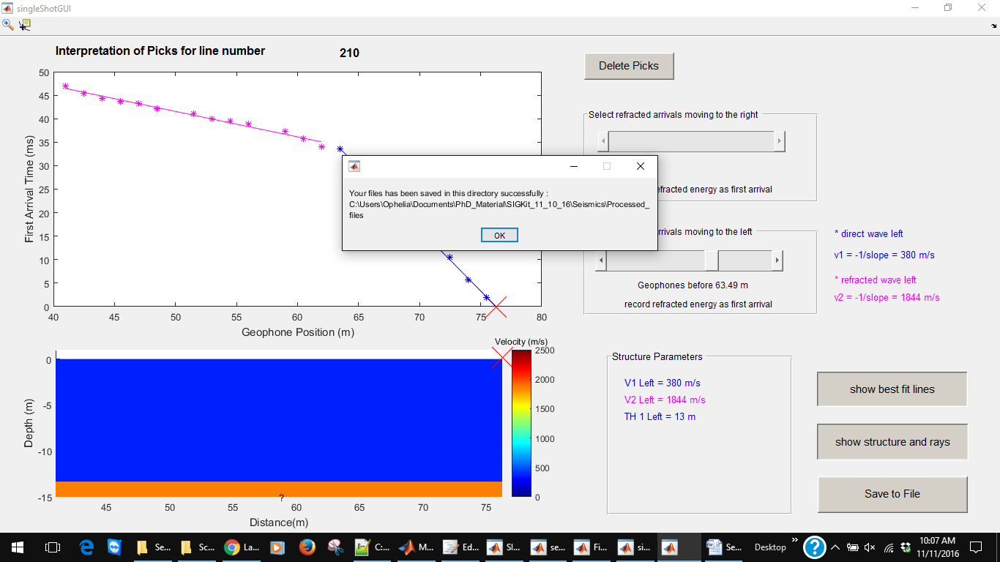 singleShotGUI
Interpretation of Picks for line number 210
50
45
40
35
30
25
20
15
10
5
0
First Arrival Time (ms)
40 45 50 55 60 65 70 75 80
Geophone Position (m)
Delete Picks
Select refracted arrivals moving to the right
efracted energy as first arrival
arrivals moving to the left
Geophones before 63.49 m
record refracted energy as first arrival
* direct wave left
v1 = -1/slope = 380 m/s
* refracted wave left
v2 = -1/slope = 1844 m/s
Your files has been saved in this directory successfully :
C:\Users\Ophelia\Documents\PhD_Material\SIGKit_11_10_16\Seismics\Processed_
files
OK
Velocity (m/s)
2500
2000
1500
1000
500
0
0
-5
-10
-15
Depth (m)
?
45 50 55 60 65 70 75
Distance(m)
Structure Parameters
V1 Left = 380 m/s
V2 Left = 1844 m/s
TH 1 Left = 13 m
show best fit lines
show structure and rays
Save to File
Se... Sc... La... C:... M... Ed... SI... se... Fi... si... Se... Desktop
10:07 AM
11/11/2016